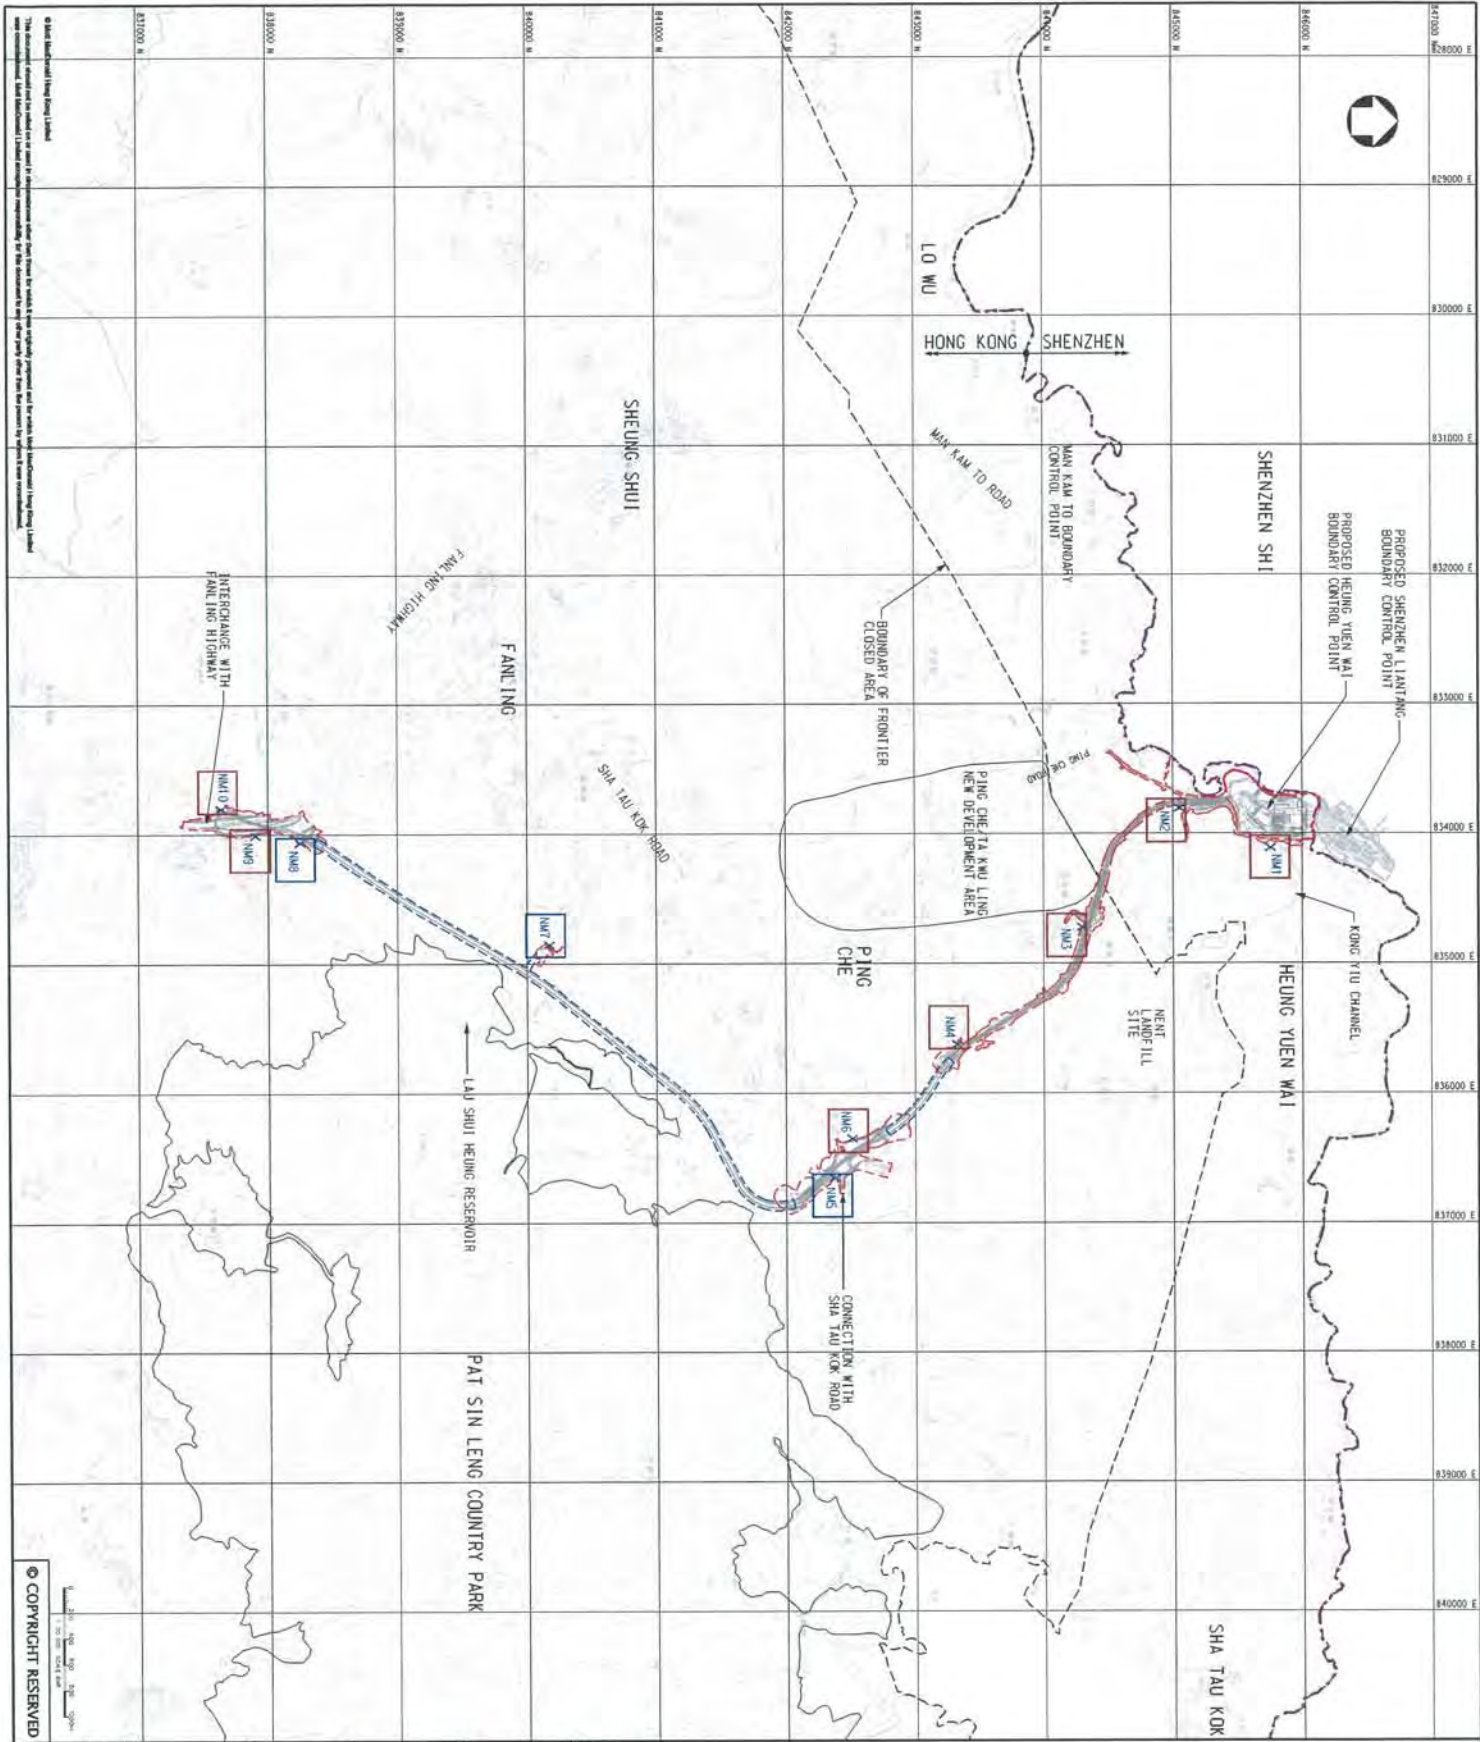 828000 E
829000 E
830000 E
831000 E
832000 E
833000 E
834000 E
835000 E
836000 E
837000 E
838000 E
839000 E
840000 E
847000 N
846000 N
845000 N
844000 N
843000 N
842000 N
841000 N
840000 N
839000 N
838000 N
837000 N
PROPOSED SHENZHEN LIANTANG
BOUNDARY CONTROL POINT
PROPOSED HEUNG YUEN WAI
BOUNDARY CONTROL POINT
SHENZHEN SHI
KONG YIU CHANNEL
HEUNG YUEN WAI
SHA TAU KOK
NENT
LANDFILL
SITE
MAN KAM TO BOUNDARY
CONTROL POINT
HONG KONG
SHENZHEN
LO WU
MAN KAM TO ROAD
PING CHE ROAD
BOUNDARY OF FRONTIER
CLOSED AREA
PING CHE/TA KWU LING
NEW DEVELOPMENT AREA
PING
CHE
CONNECTION WITH
SHA TAU KOK ROAD
SHEUNG SHUI
SHA TAU KOK ROAD
FANLING
FANLING HIGHWAY
LAU SHUI HEUNG RESERVOIR
PAT SIN LENG COUNTRY PARK
INTERCHANGE WITH
FANLING HIGHWAY
NM1
NM2
NM3
NM4
NM5
NM6
NM7
NM8
NM9
NM10
© Mott MacDonald Hong Kong Limited
© COPYRIGHT RESERVED